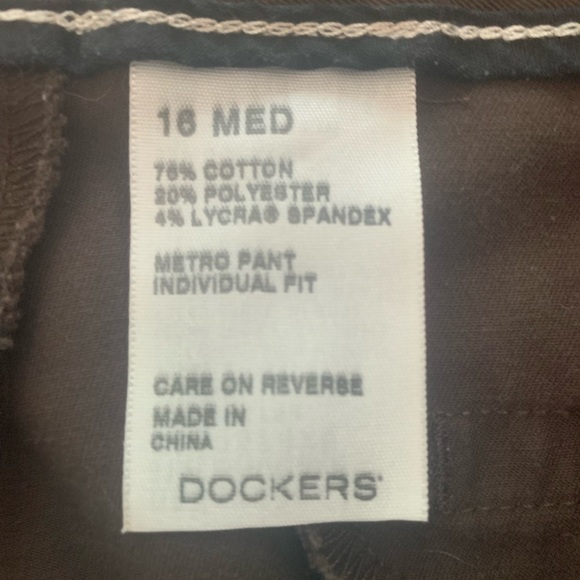 16 MED
76% COTTON
20% POLYESTER
4% LYCRA® SPANDEX
METRO PANT
INDIVIDUAL FIT
CARE ON REVERSE
MADE IN
CHINA
DOCKERS®